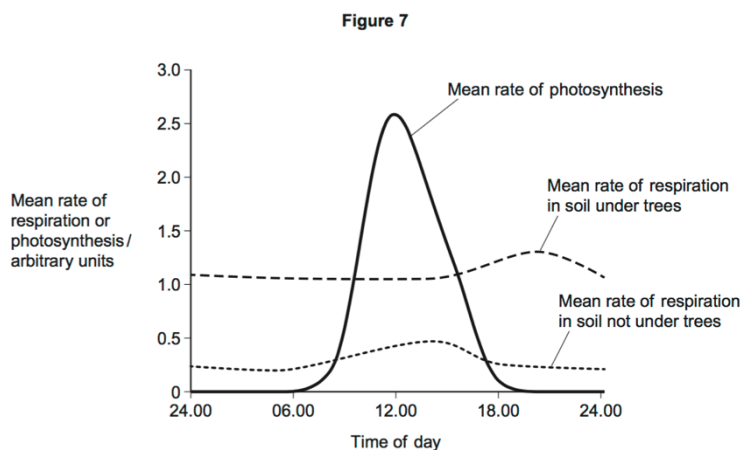 Figure 7
3.0
2.5
2.0
1.5
1.0
0.5
0
Mean rate of
respiration or
photosynthesis/
arbitrary units
Mean rate of photosynthesis
Mean rate of respiration
in soil under trees
Mean rate of respiration
in soil not under trees
24.00 06.00 12.00 18.00 24.00
Time of day